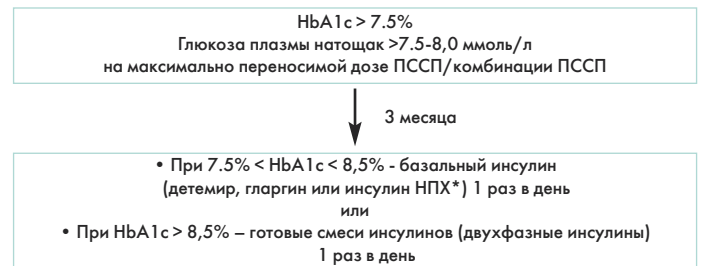 HbA1c > 7.5%
Глюкоза плазмы натощак >7.5-8,0 ммоль/л
на максимально переносимой дозе ПССП/комбинации ПССП
3 месяца
• При 7.5% < HbA1c < 8,5% - базальный инсулин
(детемир, гларгин или инсулин НПХ*) 1 раз в день
или
• При HbA1c > 8,5% – готовые смеси инсулинов (двухфазные инсулины)
1 раз в день